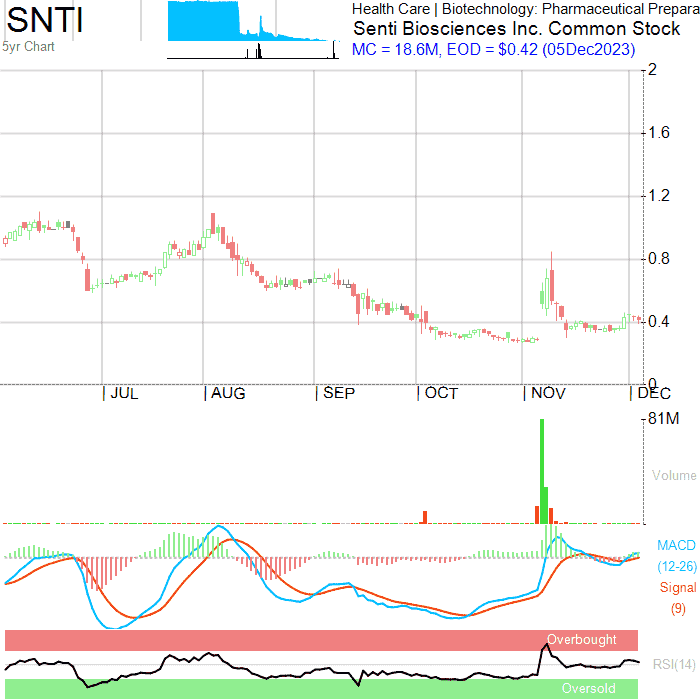 SNTI
5yr Chart
Health Care | Biotechnology: Pharmaceutical Prepara
Senti Biosciences Inc. Common Stock
MC = 18.6M, EOD = $0.42 (05Dec2023)
2
1.6
1.2
0.8
0.4
0
| JUL | AUG | SEP | OCT | NOV | DEC
81M
Volume
MACD
(12-26)
Signal
(9)
Overbought
RSI(14)
Oversold